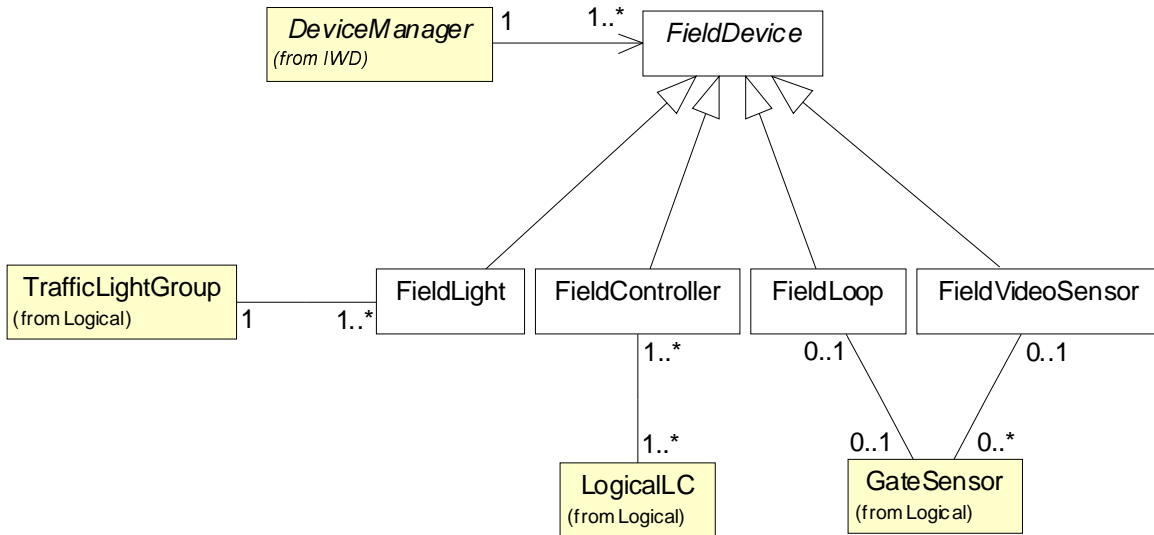 DeviceManager
(from IWD)
1
1..*
FieldDevice
TrafficLightGroup
(from Logical)
1
1..*
FieldLight
FieldController
FieldLoop
FieldVideoSensor
1..*
0..1
0..1
1..*
0..1
0..*
LogicalLC
(from Logical)
GateSensor
(from Logical)